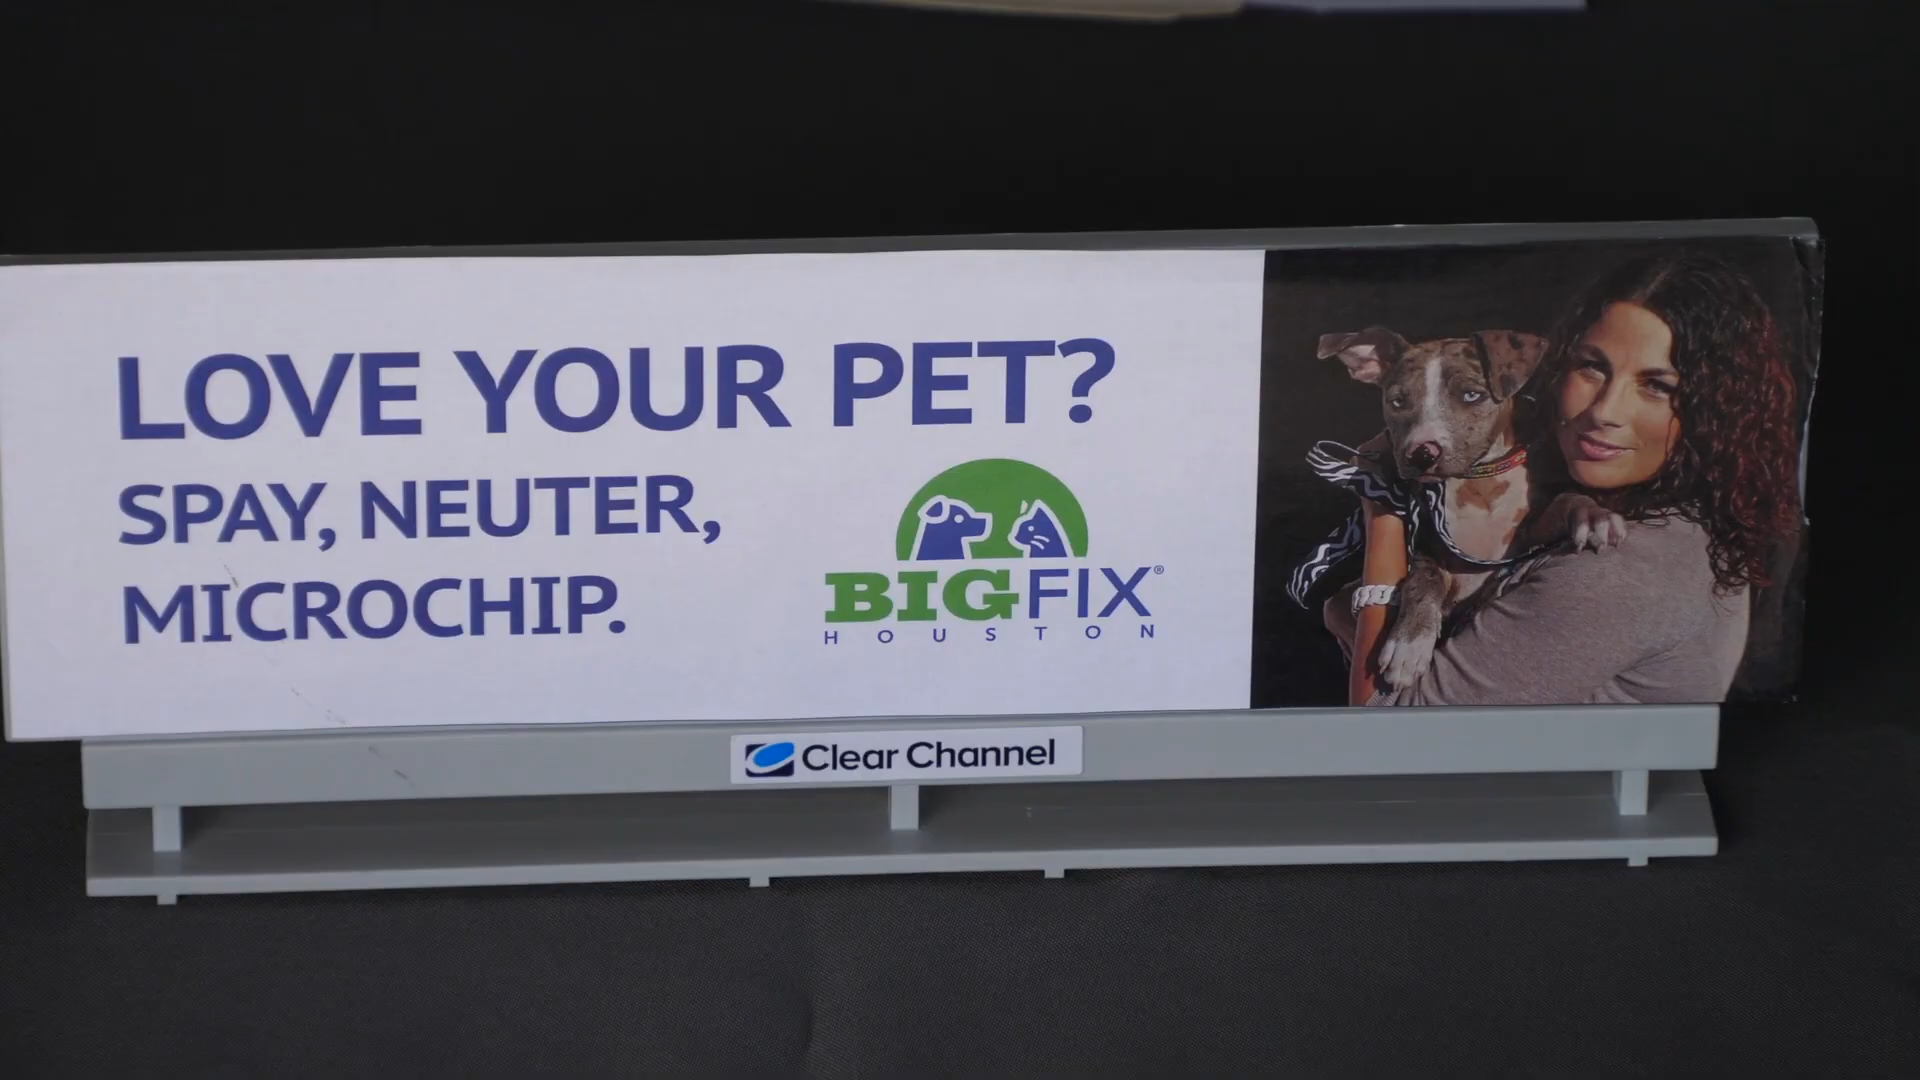 LOVE YOUR PET?
SPAY, NEUTER,
MICROCHIP.
BIGFIX®
HOUSTON
Clear Channel